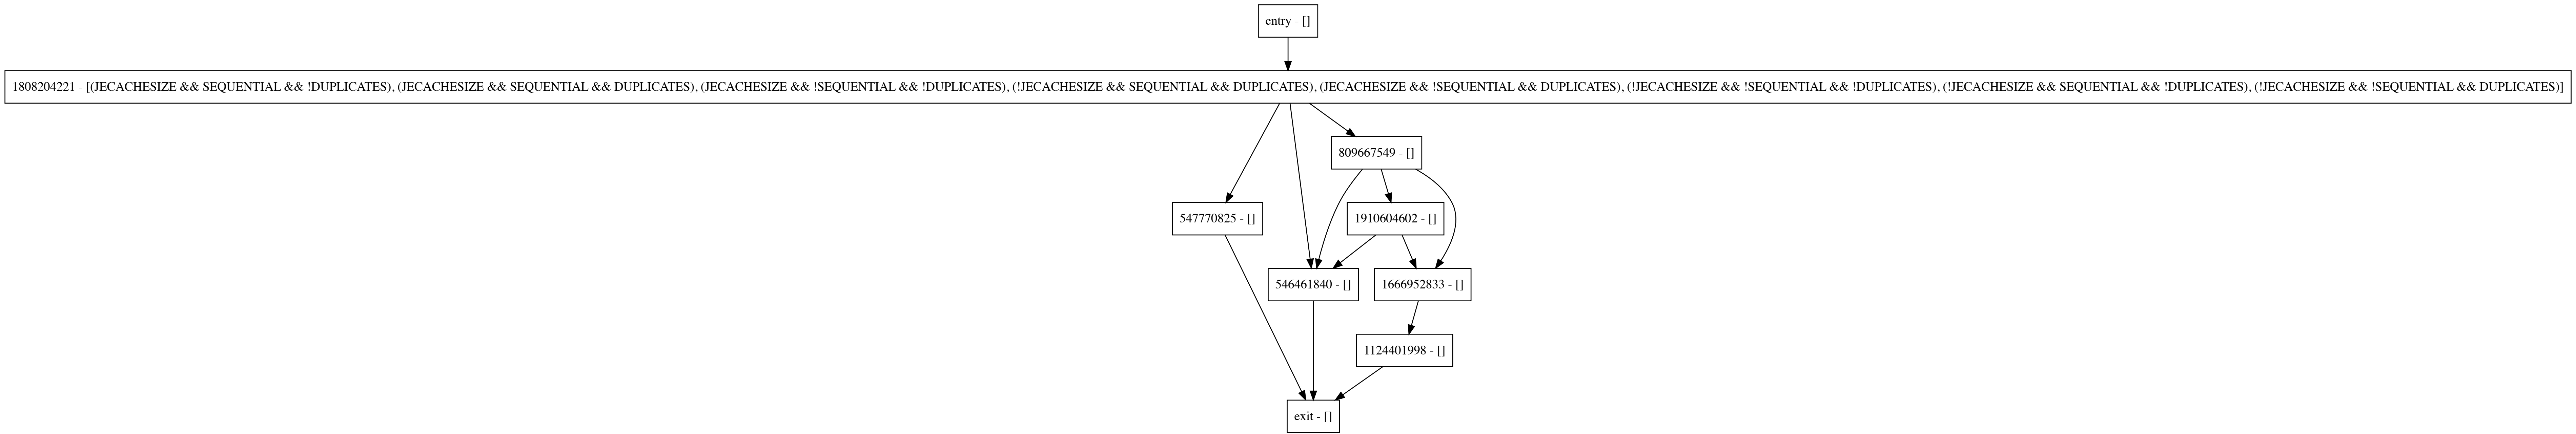 entry - []
1808204221 - [(JECACHESIZE && SEQUENTIAL && !DUPLICATES), (JECACHESIZE && SEQUENTIAL && DUPLICATES), (JECACHESIZE && !SEQUENTIAL && !DUPLICATES), (!JECACHESIZE && SEQUENTIAL && DUPLICATES), (JECACHESIZE && !SEQUENTIAL && DUPLICATES), (!JECACHESIZE && !SEQUENTIAL && !DUPLICATES), (!JECACHESIZE && SEQUENTIAL && !DUPLICATES), (!JECACHESIZE && !SEQUENTIAL && DUPLICATES)]
809667549 - []
547770825 - []
1910604602 - []
546461840 - []
1666952833 - []
1124401998 - []
exit - []